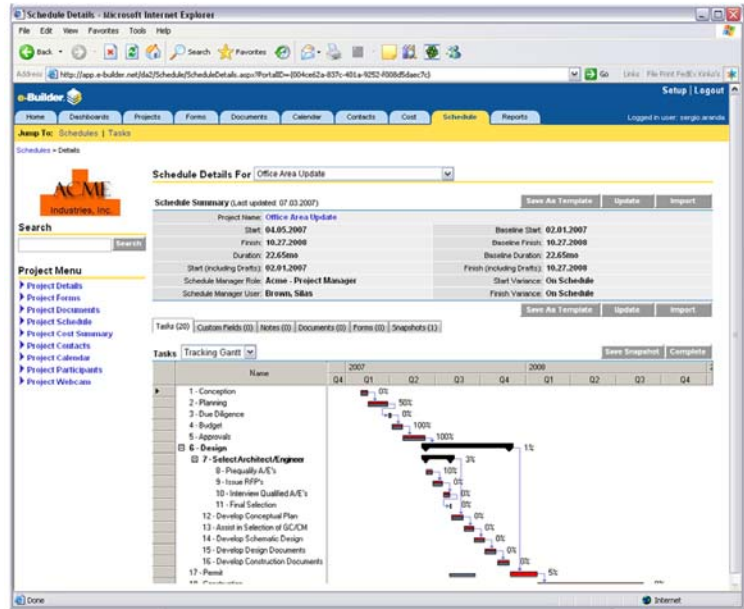 Schedule Details - Microsoft Internet Explorer
File Edit View Favorites Tools Help
Back Search Favorites
Address http://app.e-builder.net/da2/Schedule/ScheduleDetails.aspx?PortalID= Go Links
e-Builder Setup | Logout
Home Dashboards Projects Forms Documents Calendar Contacts Cost Schedule Reports Logged in user: sergio aranda
Jump To: Schedules | Tasks
Schedules » Details
ACME
Industries, Inc.
Schedule Details For Office Area Update
Schedule Summary (Last updated 07.03.2007) Save As Template Update Import
Project Name: Office Area Update
Start: 04.05.2007 Baseline Start: 02.01.2007
Finish: 10.27.2008 Baseline Finish: 10.27.2008
Duration: 22.65mo Baseline Duration: 22.65mo
Start (including Drafts): 02.01.2007 Finish (including Drafts): 10.27.2008
Schedule Manager Role: Acme - Project Manager Start Variance: On Schedule
Schedule Manager User: Brown, Silas Finish Variance: On Schedule
Save As Template Update Import
Search
Search
Project Menu
Project Details
Project Forms
Project Documents
Project Schedule
Project Cost Summary
Project Contacts
Project Calendar
Project Participants
Project Webcam
Tasks (20) Custom Fields (0) Notes (0) Documents (0) Forms (0) Snapshots (1)
Tasks Tracking Gantt Save Snapshot Complete
Name 2007 2008
Q4 Q1 Q2 Q3 Q4 Q1 Q2 Q3 Q4
1 - Conception 0%
2 - Planning 50%
3 - Due Diligence 0%
4 - Budget 100%
5 - Approvals 100%
6 - Design 1%
7 - Select Architect/Engineer 3%
8 - Prequalify A/E's 10%
9 - Issue RFP's 0%
10 - Interview Qualified A/E's 0%
11 - Final Selection 0%
12 - Develop Conceptual Plan 0%
13 - Assist in Selection of GC/CM 0%
14 - Develop Schematic Design 0%
15 - Develop Design Documents 0%
16 - Develop Construction Documents 0%
17 - Permit 5%
Done Internet